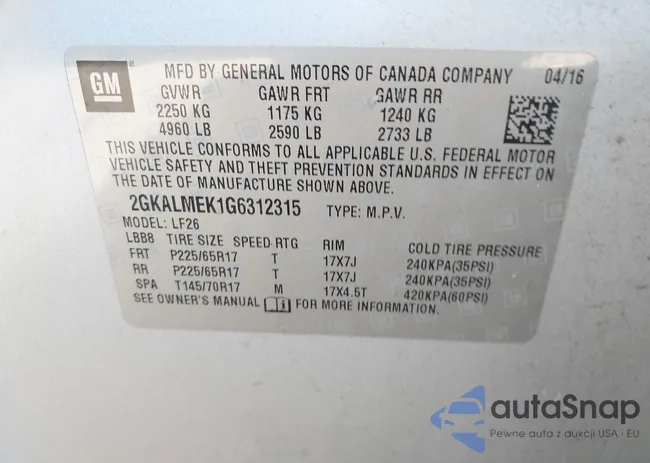 GM
MFD BY GENERAL MOTORS OF CANADA COMPANY 04/16
GVWR GAWR FRT GAWR RR
2250 KG 1175 KG 1240 KG
4960 LB 2590 LB 2733 LB
THIS VEHICLE CONFORMS TO ALL APPLICABLE U.S. FEDERAL MOTOR
VEHICLE SAFETY AND THEFT PREVENTION STANDARDS IN EFFECT ON
THE DATE OF MANUFACTURE SHOWN ABOVE.
2GKALMEK1G6312315 TYPE: M.P.V.
MODEL: LF26
LBB8 TIRE SIZE SPEED RTG RIM COLD TIRE PRESSURE
FRT P225/65R17 T 17X7J 240KPA(35PSI)
RR P225/65R17 T 17X7J 240KPA(35PSI)
SPA T145/70R17 M 17X4.5T 420KPA(60PSI)
SEE OWNER'S MANUAL FOR MORE INFORMATION.
autaSnap
Pewne auta z aukcji USA i EU